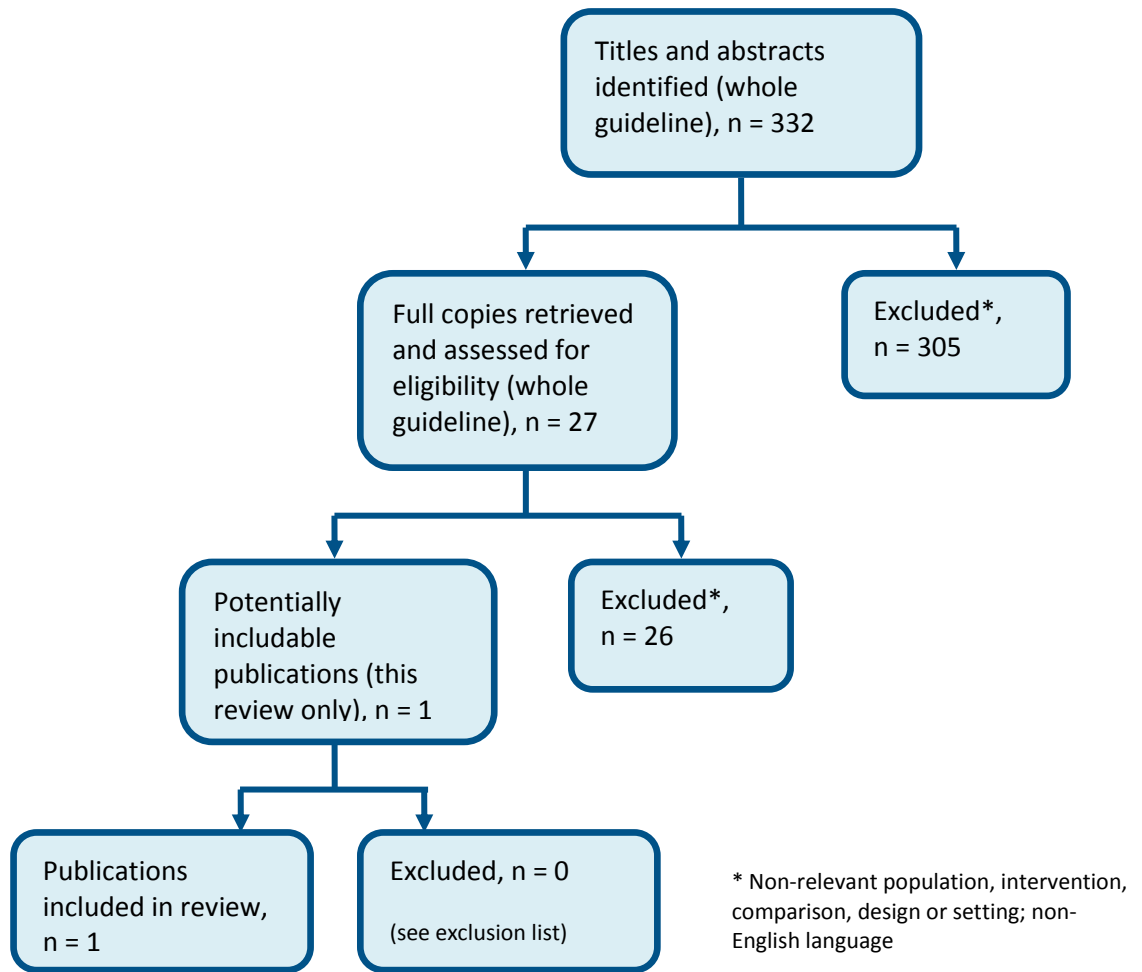 Titles and abstracts
identified (whole
guideline), n = 332
Full copies retrieved
and assessed for
eligibility (whole
guideline), n = 27
Excluded*,
n = 305
Potentially
includable
publications (this
review only), n = 1
Excluded*,
n = 26
Publications
included in review,
n = 1
Excluded, n = 0
(see exclusion list)
* Non-relevant population, intervention,
comparison, design or setting; non-
English language